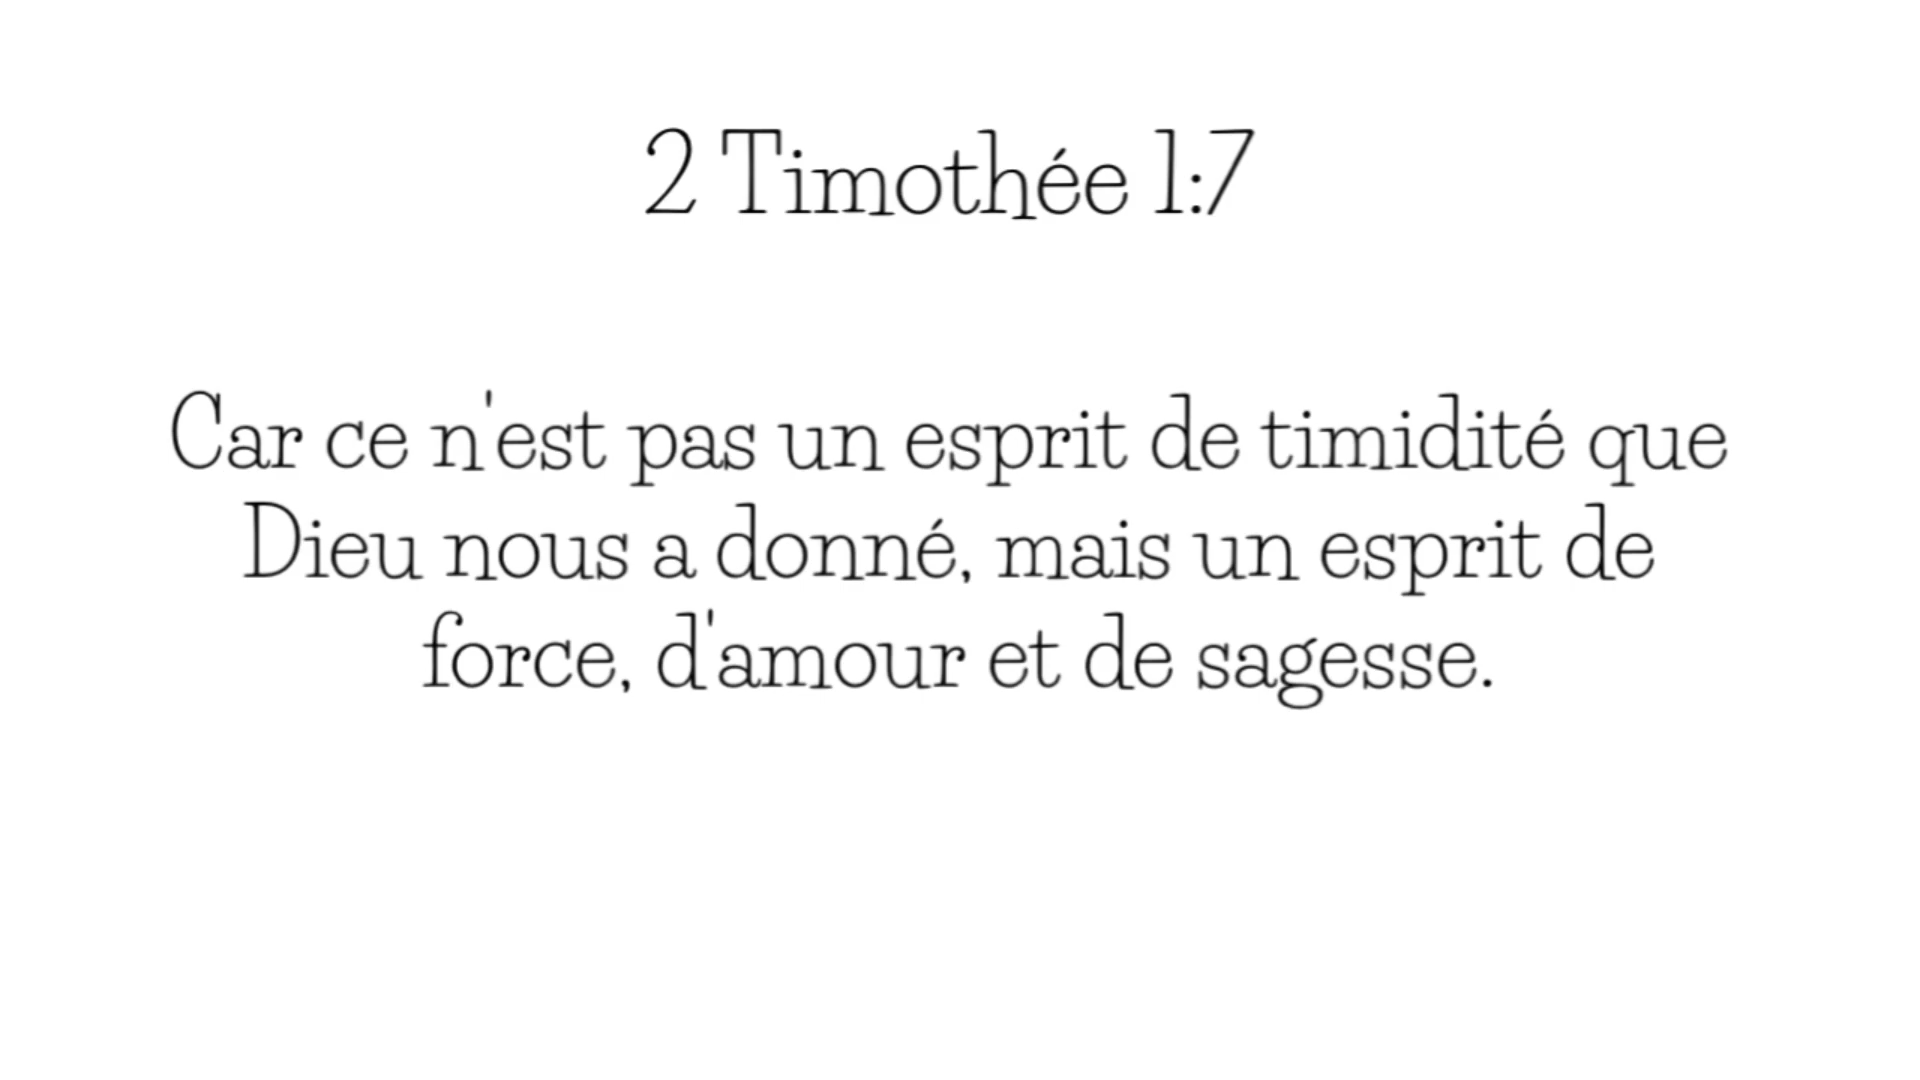 2 Timothée 1:7
Car ce n'est pas un esprit de timidité que
Dieu nous a donné, mais un esprit de
force, d'amour et de sagesse.